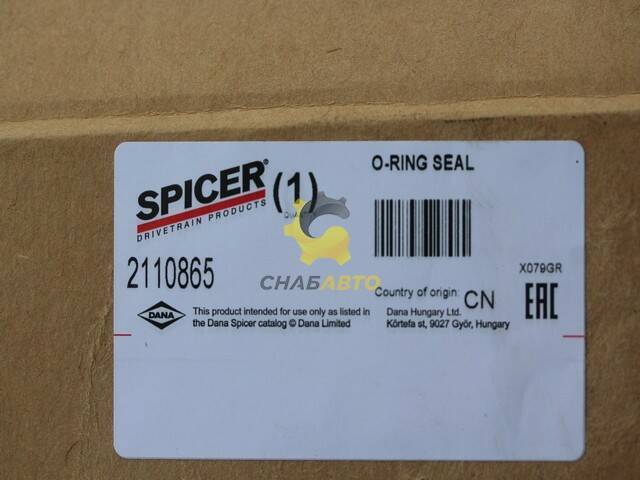 SPICER®
DRIVETRAIN PRODUCTS
(1)
O-RING SEAL
СНАБАВТО
2110865
X079GR
Country of origin: CN
EAC
DANA
This product intended for use only as listed in
the Dana Spicer catalog © Dana Limited
Dana Hungary Ltd.
Körtefa st, 9027 Győr, Hungary